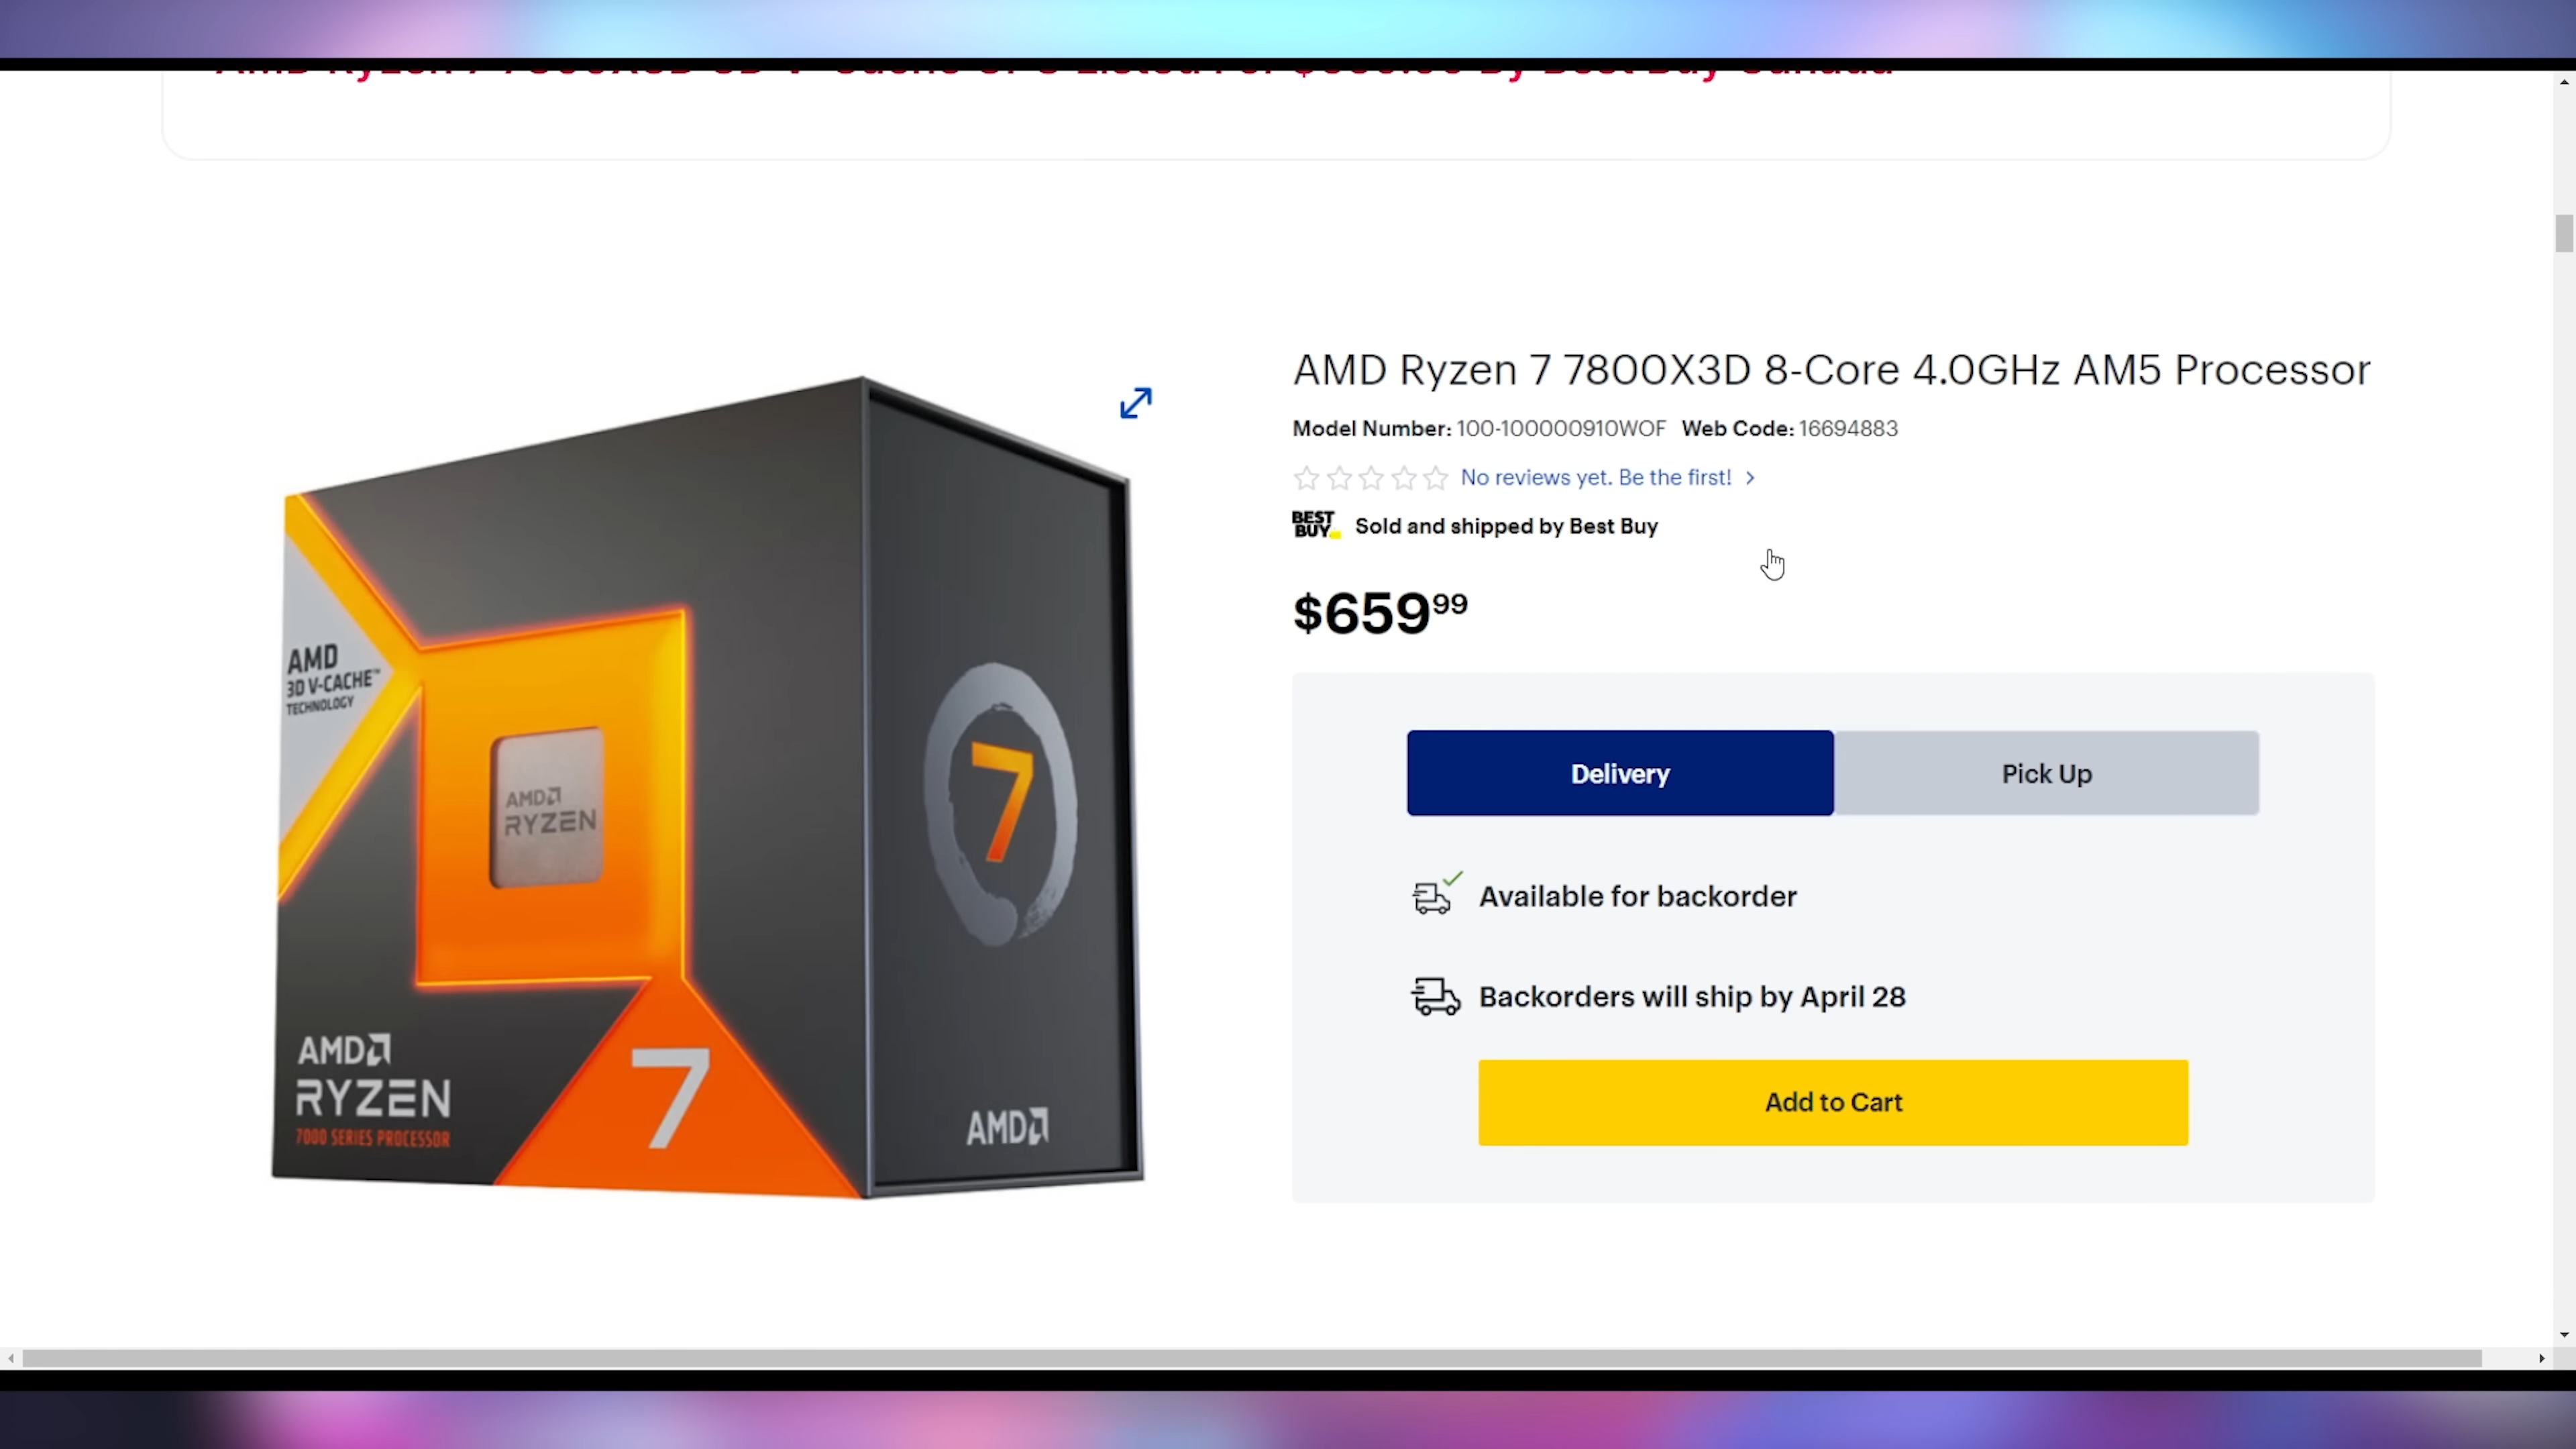 AMD Ryzen 7 7800X3D 8-Core 4.0GHz AM5 Processor
Model Number: 100-100000910WOF Web Code: 16694883
No reviews yet. Be the first!
BEST
BUY
Sold and shipped by Best Buy
$65999
Delivery
Pick Up
Available for backorder
Backorders will ship by April 28
Add to Cart
AMD
3D V-CACHE™
TECHNOLOGY
AMD
RYZEN
7
AMD
RYZEN
7000 SERIES PROCESSOR
7
AMD